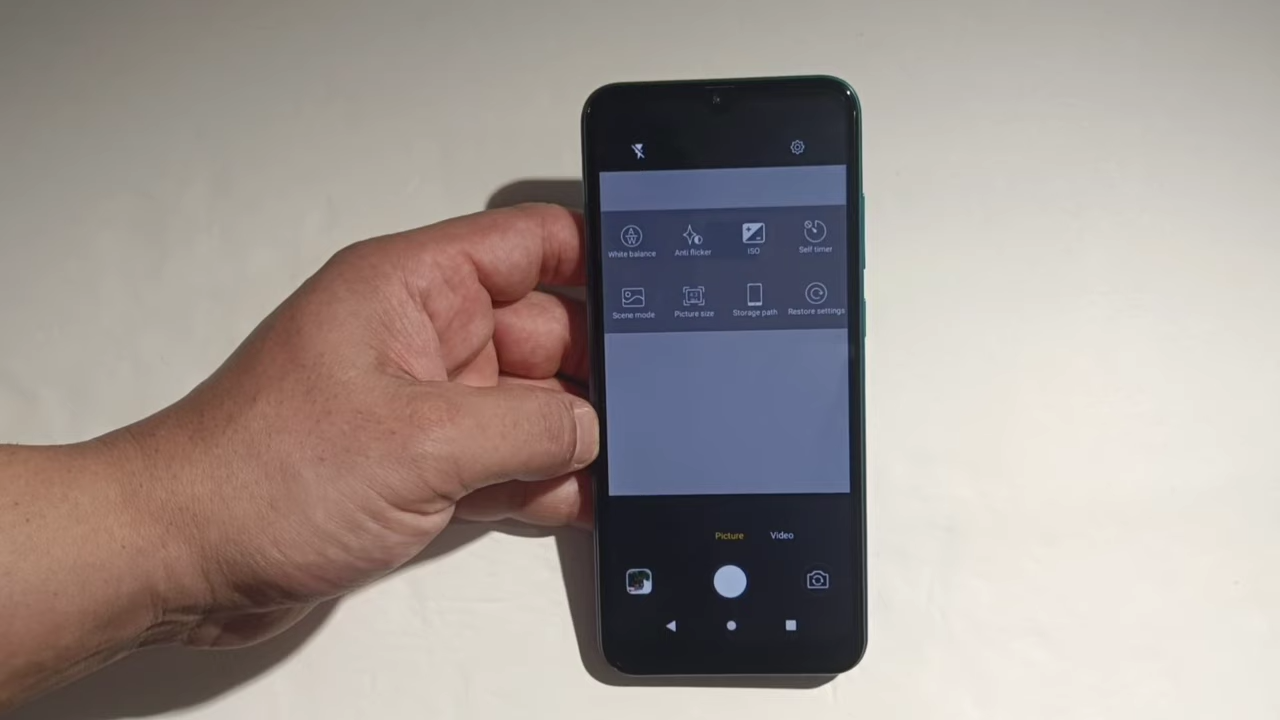 White balance Anti flicker ISO Self timer
Scene mode Picture size Storage path Restore settings
Picture Video